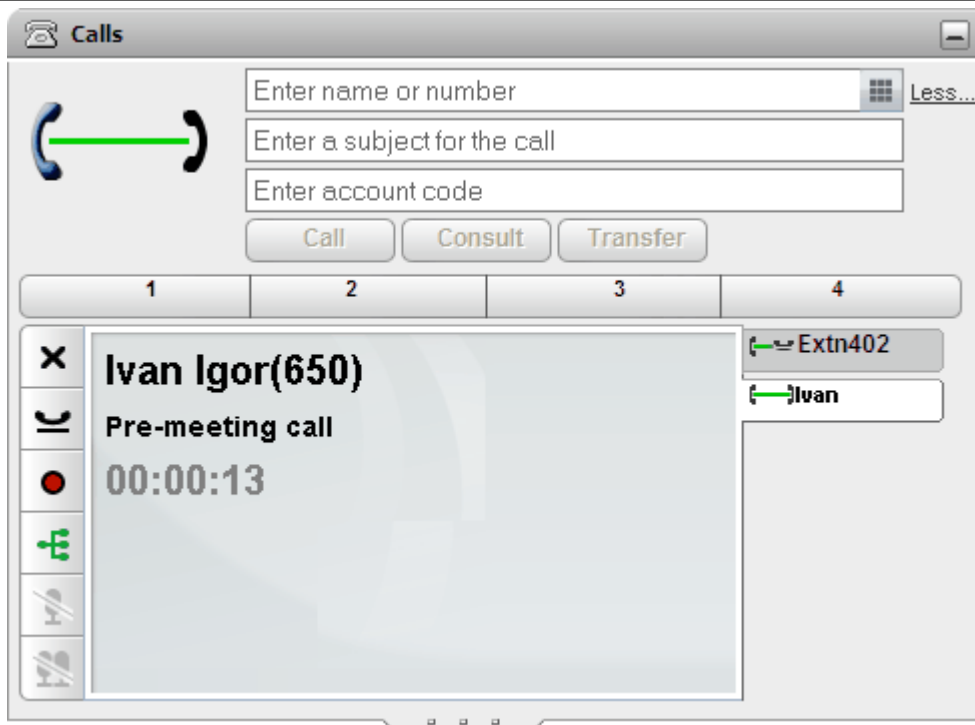 Calls
Enter name or number
Less...
Enter a subject for the call
Enter account code
Call Consult Transfer
1 2 3 4
Ivan Igor(650)
Pre-meeting call
00:00:13
Extn402
Ivan